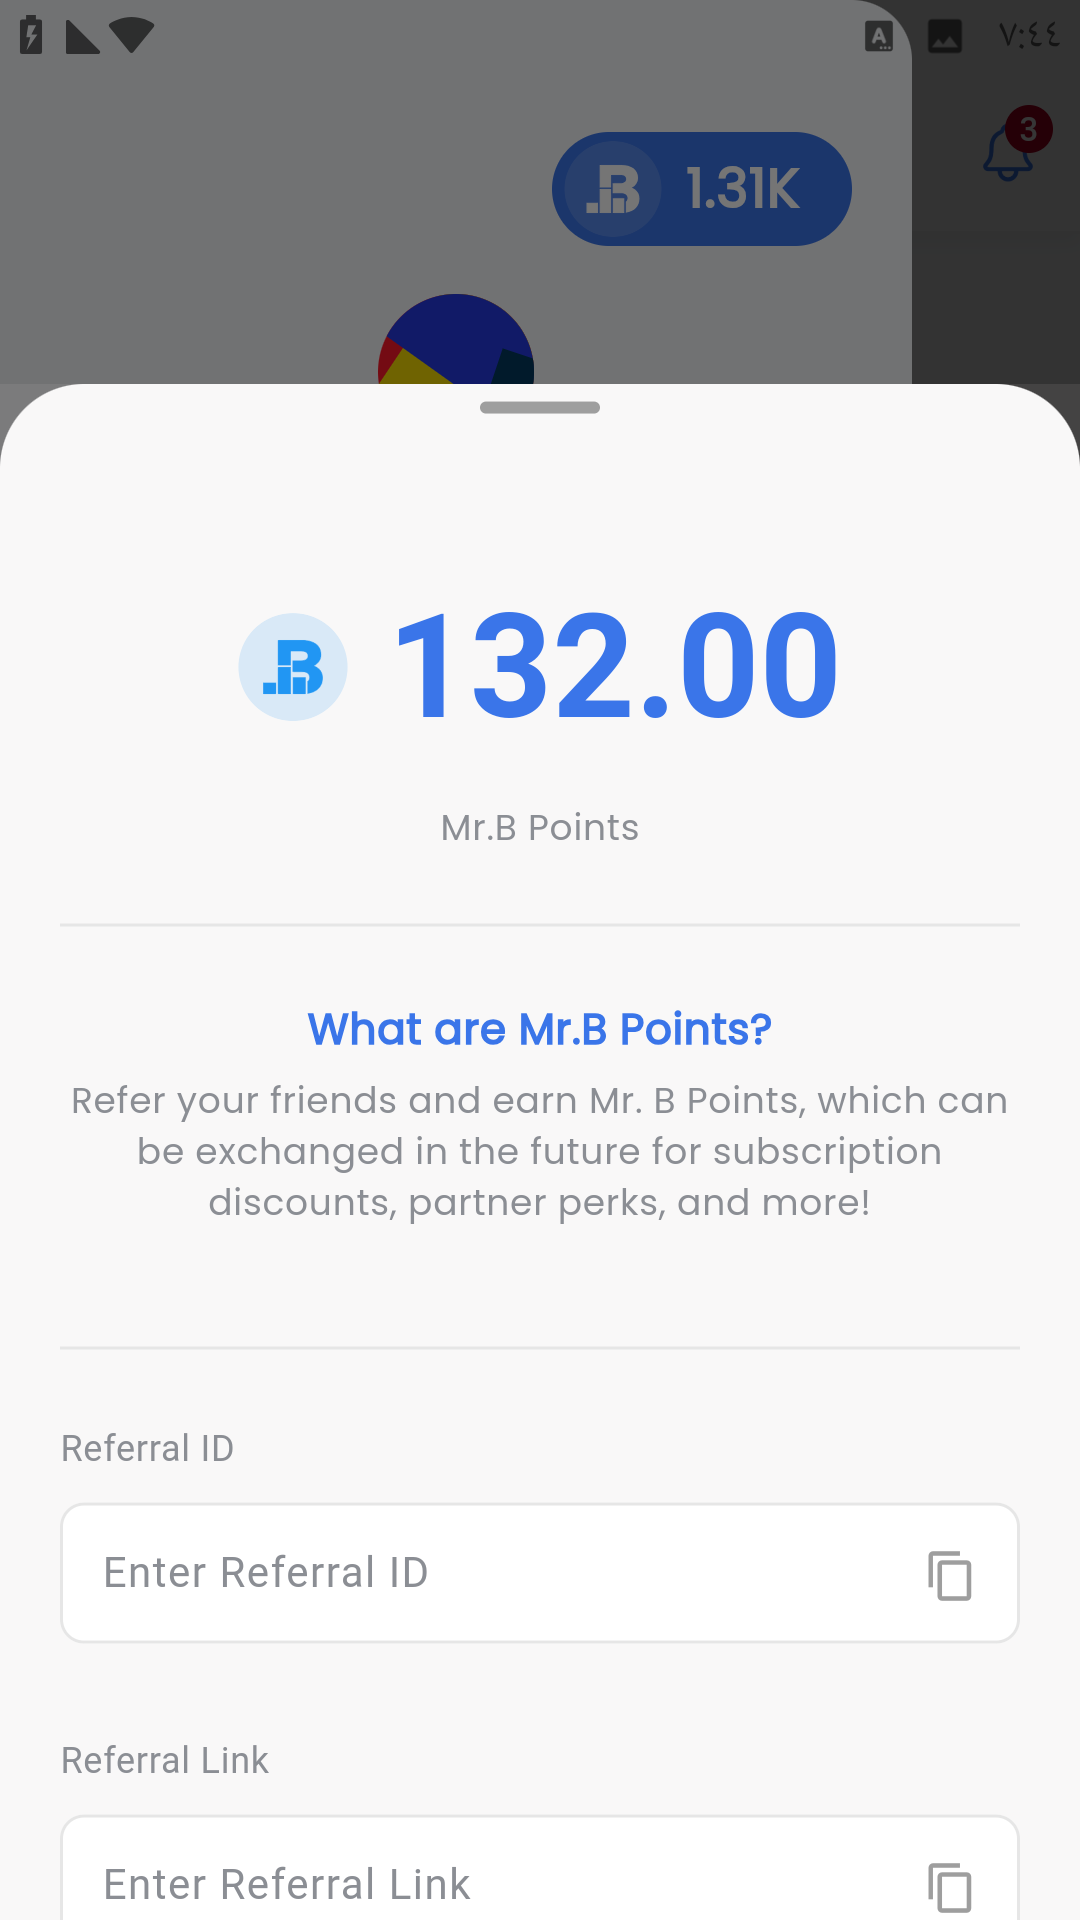 A
٧:٤٤
3
.B 1.31K
.B 132.00
Mr.B Points
What are Mr.B Points?
Refer your friends and earn Mr. B Points, which can
be exchanged in the future for subscription
discounts, partner perks, and more!
Referral ID
Enter Referral ID
Referral Link
Enter Referral Link